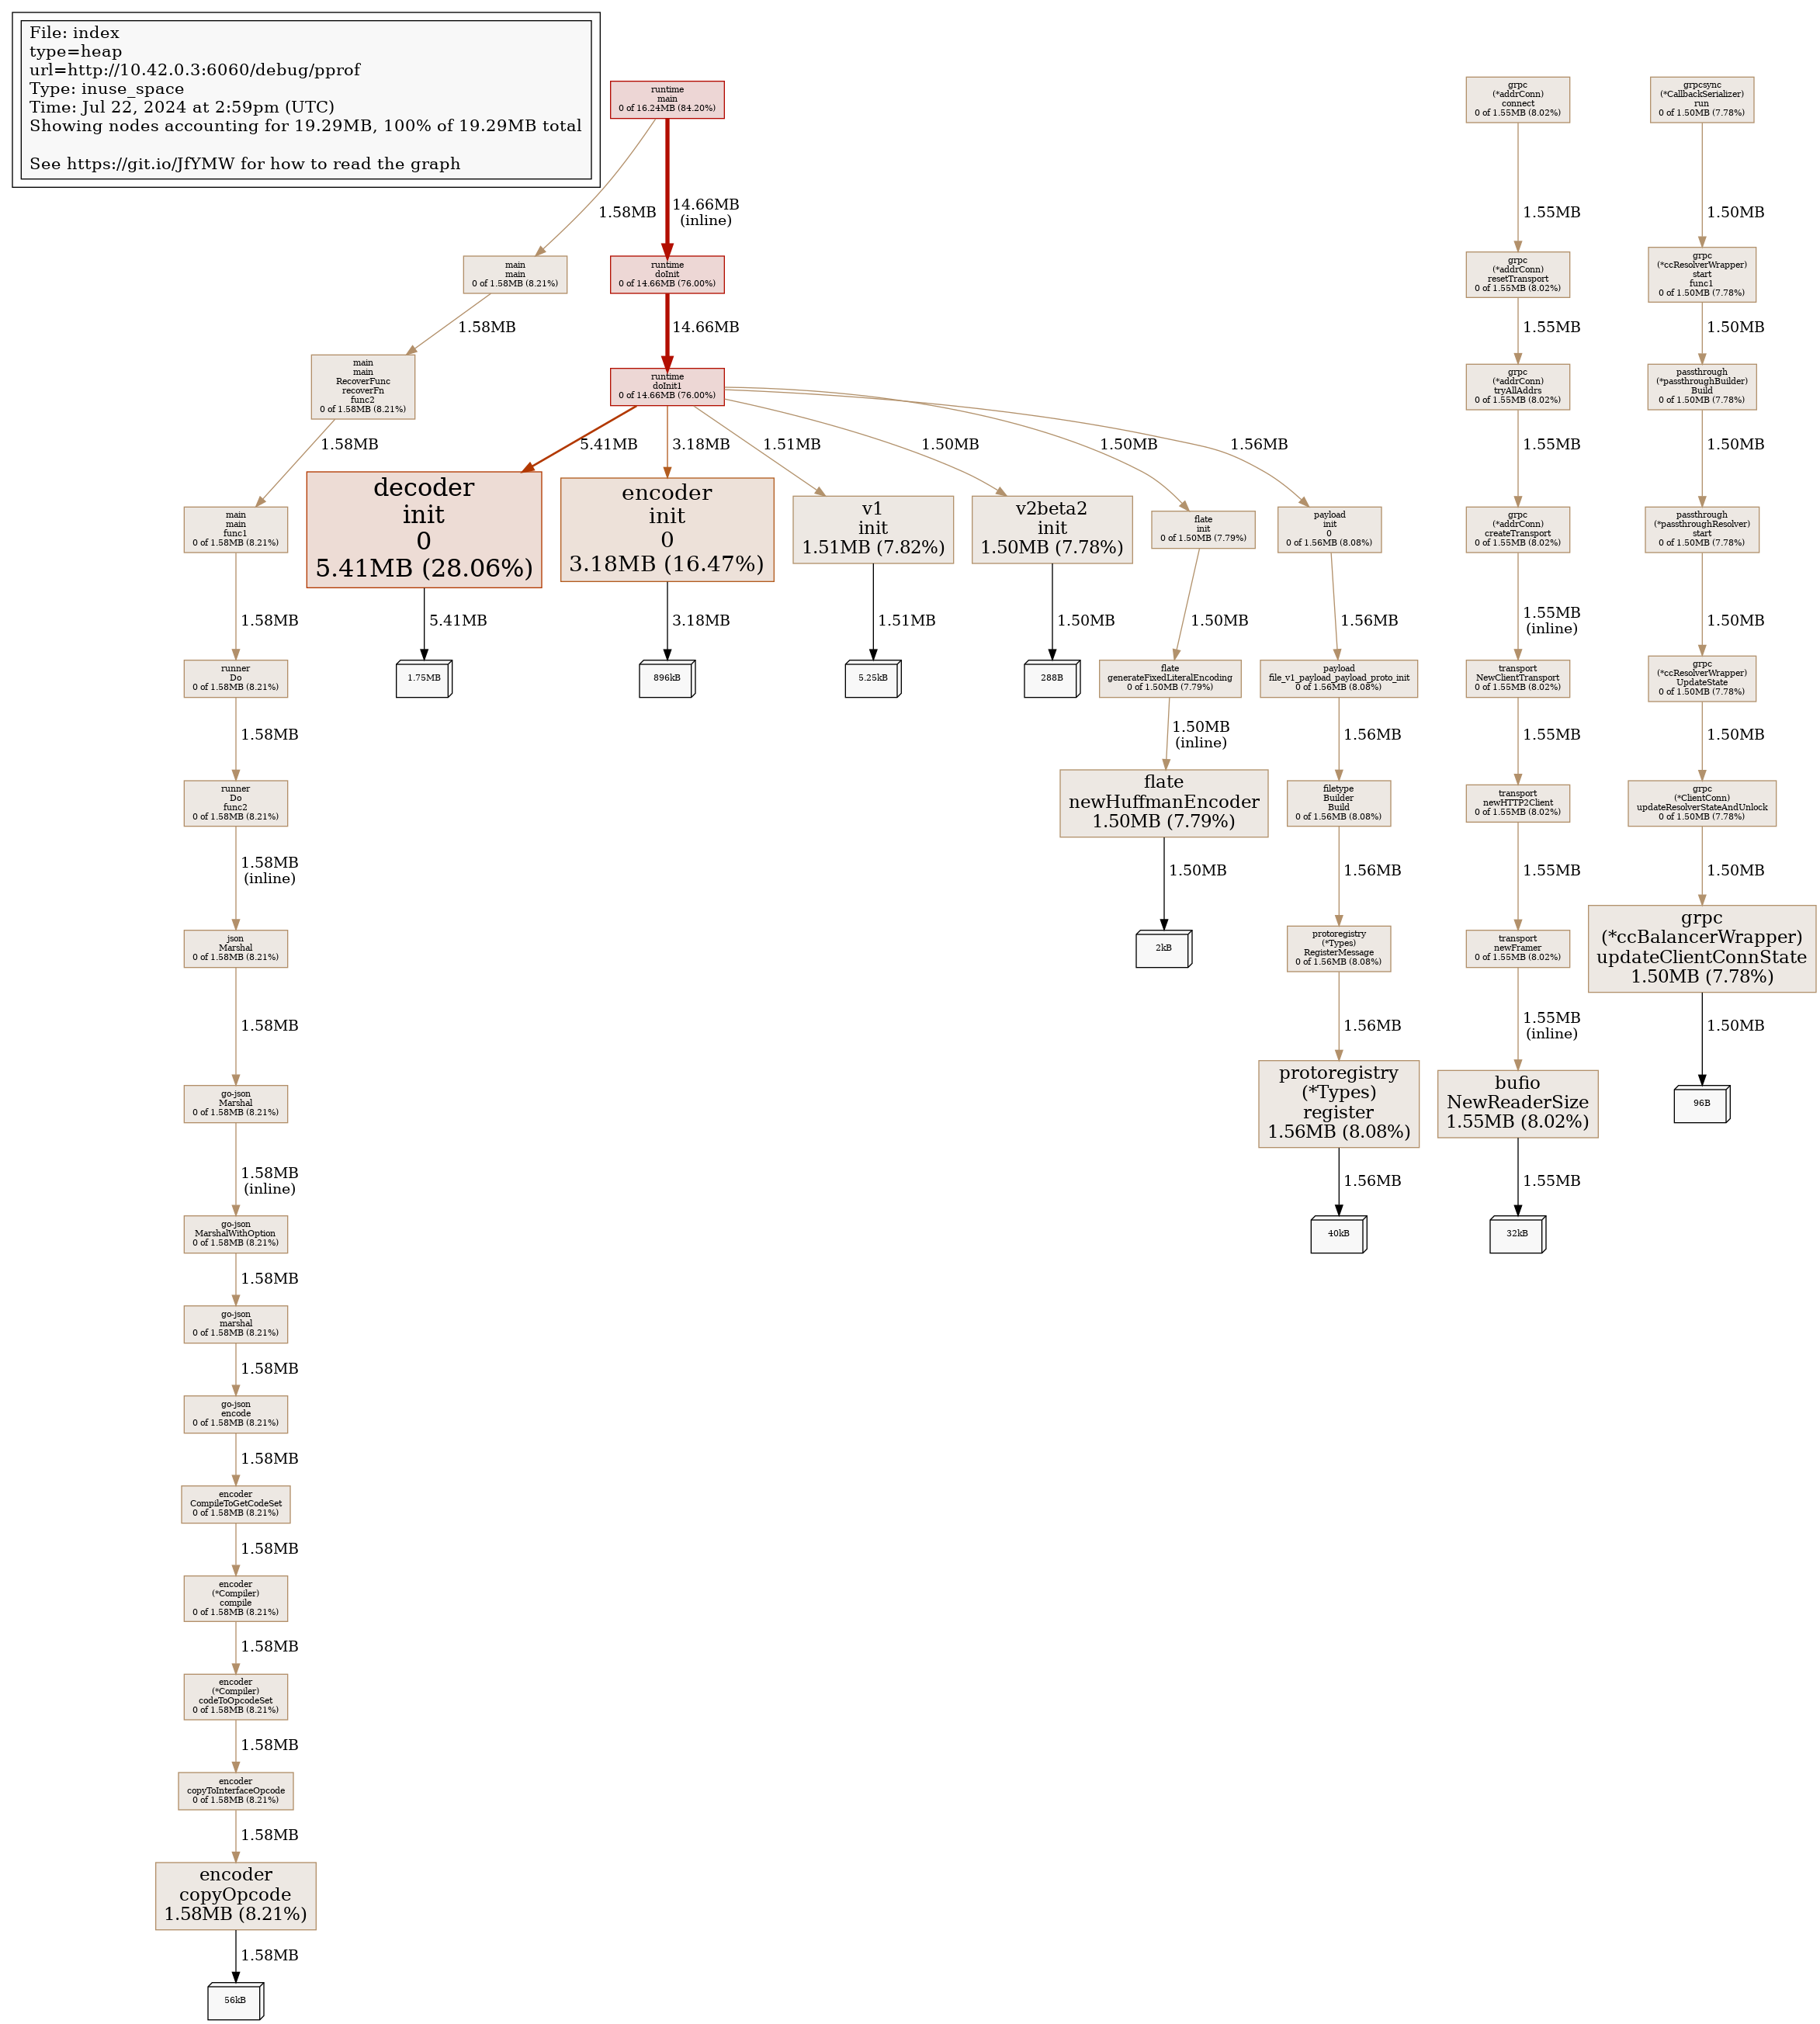 File: index
type=heap
url=http://10.42.0.3:6060/debug/pprof
Type: inuse_space
Time: Jul 22, 2024 at 2:59pm (UTC)
Showing nodes accounting for 19.29MB, 100% of 19.29MB total
See https://git.io/JfYMW for how to read the graph
runtime
main
0 of 16.24MB (84.20%)
1.58MB
14.66MB
(inline)
main
main
0 of 1.58MB (8.21%)
runtime
doInit
0 of 14.66MB (76.00%)
1.58MB
14.66MB
main
main
RecoverFunc
recoverFn
func2
0 of 1.58MB (8.21%)
runtime
doInit1
0 of 14.66MB (76.00%)
1.58MB
5.41MB
3.18MB
1.51MB
1.50MB
1.50MB
1.56MB
main
main
func1
0 of 1.58MB (8.21%)
decoder
init
0
5.41MB (28.06%)
encoder
init
0
3.18MB (16.47%)
v1
init
1.51MB (7.82%)
v2beta2
init
1.50MB (7.78%)
flate
init
0 of 1.50MB (7.79%)
payload
init
0
0 of 1.56MB (8.08%)
1.58MB
5.41MB
3.18MB
1.51MB
1.50MB
1.50MB
1.56MB
runner
Do
0 of 1.58MB (8.21%)
1.75MB
896kB
5.25kB
288B
flate
generateFixedLiteralEncoding
0 of 1.50MB (7.79%)
payload
file_v1_payload_payload_proto_init
0 of 1.56MB (8.08%)
1.58MB
1.50MB
(inline)
1.56MB
runner
Do
func2
0 of 1.58MB (8.21%)
flate
newHuffmanEncoder
1.50MB (7.79%)
filetype
Builder
Build
0 of 1.56MB (8.08%)
1.58MB
(inline)
1.50MB
1.56MB
json
Marshal
0 of 1.58MB (8.21%)
2kB
protoregistry
(*Types)
RegisterMessage
0 of 1.56MB (8.08%)
1.58MB
1.56MB
go-json
Marshal
0 of 1.58MB (8.21%)
protoregistry
(*Types)
register
1.56MB (8.08%)
1.58MB
(inline)
1.56MB
go-json
MarshalWithOption
0 of 1.58MB (8.21%)
40kB
1.58MB
go-json
marshal
0 of 1.58MB (8.21%)
1.58MB
go-json
encode
0 of 1.58MB (8.21%)
1.58MB
encoder
CompileToGetCodeSet
0 of 1.58MB (8.21%)
1.58MB
encoder
(*Compiler)
compile
0 of 1.58MB (8.21%)
1.58MB
encoder
(*Compiler)
codeToOpcodeSet
0 of 1.58MB (8.21%)
1.58MB
encoder
copyToInterfaceOpcode
0 of 1.58MB (8.21%)
1.58MB
encoder
copyOpcode
1.58MB (8.21%)
1.58MB
56kB
grpc
(*addrConn)
connect
0 of 1.55MB (8.02%)
1.55MB
grpc
(*addrConn)
resetTransport
0 of 1.55MB (8.02%)
1.55MB
grpc
(*addrConn)
tryAllAddrs
0 of 1.55MB (8.02%)
1.55MB
grpc
(*addrConn)
createTransport
0 of 1.55MB (8.02%)
1.55MB
(inline)
transport
NewClientTransport
0 of 1.55MB (8.02%)
1.55MB
transport
newHTTP2Client
0 of 1.55MB (8.02%)
1.55MB
transport
newFramer
0 of 1.55MB (8.02%)
1.55MB
(inline)
bufio
NewReaderSize
1.55MB (8.02%)
1.55MB
32kB
grpcsync
(*CallbackSerializer)
run
0 of 1.50MB (7.78%)
1.50MB
grpc
(*ccResolverWrapper)
start
func1
0 of 1.50MB (7.78%)
1.50MB
passthrough
(*passthroughBuilder)
Build
0 of 1.50MB (7.78%)
1.50MB
passthrough
(*passthroughResolver)
start
0 of 1.50MB (7.78%)
1.50MB
grpc
(*ccResolverWrapper)
UpdateState
0 of 1.50MB (7.78%)
1.50MB
grpc
(*ClientConn)
updateResolverStateAndUnlock
0 of 1.50MB (7.78%)
1.50MB
grpc
(*ccBalancerWrapper)
updateClientConnState
1.50MB (7.78%)
1.50MB
96B